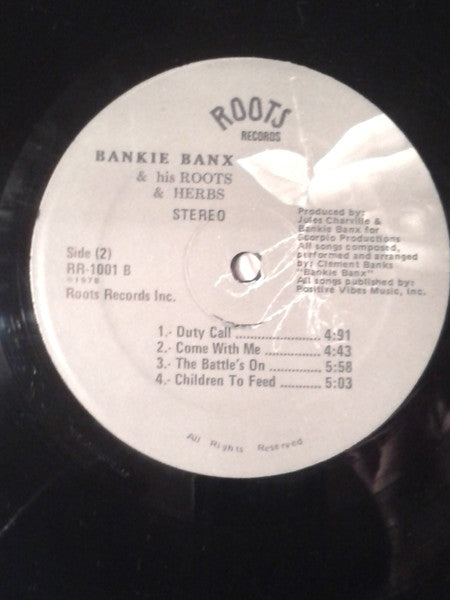 ROOTS
RECORDS
BANKIE BANX
& his ROOTS
& HERBS
STEREO
Side (2)
RR-1001 B
©1978
Roots Records Inc.
Produced by:
Jules Charville &
Bankie Banx for
Scorpio Productions
All songs composed,
performed and arranged
by: Clement Banks
"Bankie Banx"
All songs published by:
Positive Vibes Music, Inc.
1.- Duty Call .................... 4:91
2.- Come With Me ............. 4:43
3.- The Battle's On ............. 5:58
4.- Children To Feed .......... 5:03
All Rights Reserved